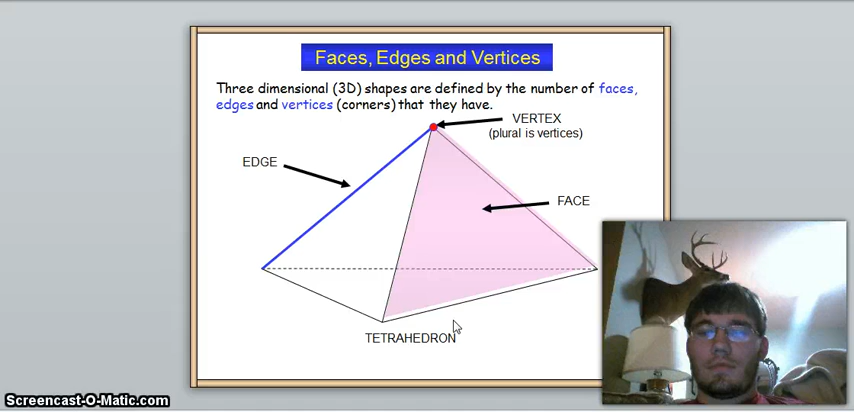 Faces, Edges and Vertices
Three dimensional (3D) shapes are defined by the number of faces,
edges and vertices (corners) that they have.
VERTEX
(plural is vertices)
EDGE
FACE
TETRAHEDRON
Screencast-O-Matic.com